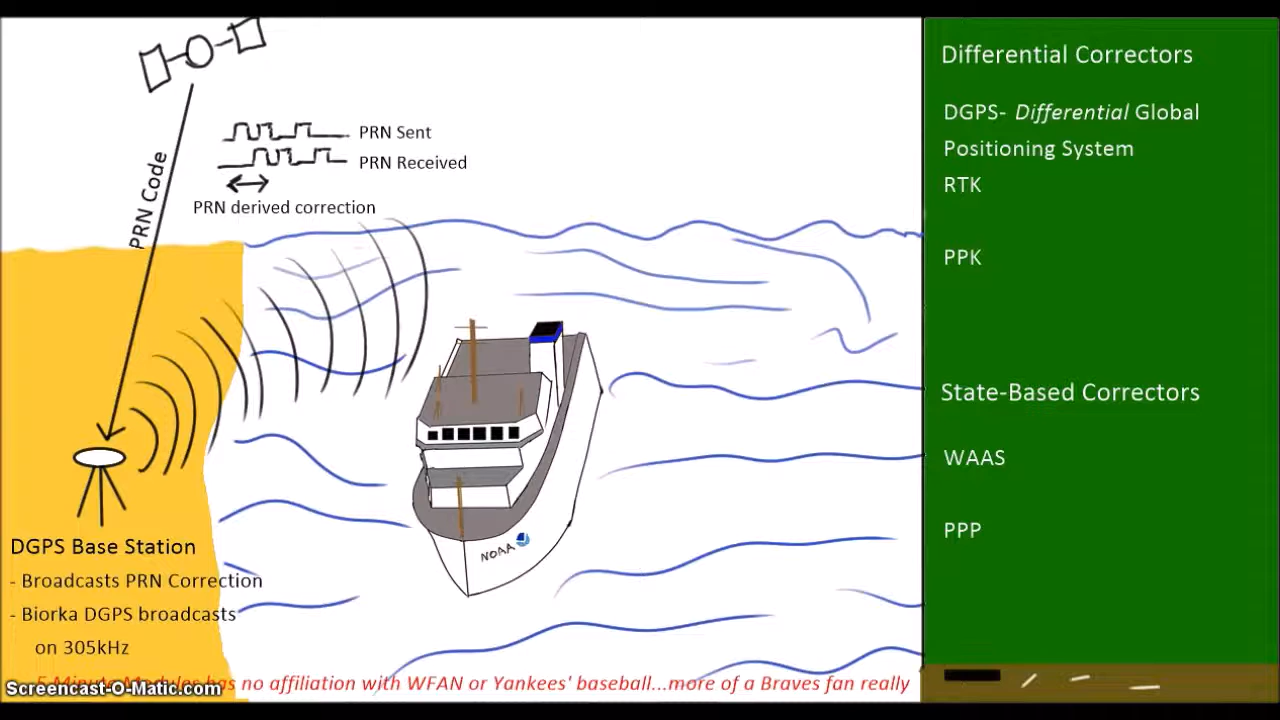 PRN Code
PRN Sent
PRN Received
PRN derived correction
NOAA
DGPS Base Station
- Broadcasts PRN Correction
- Biorka DGPS broadcasts
on 305kHz
has no affiliation with WFAN or Yankees' baseball...more of a Braves fan really
Screencast-O-Matic.com
Differential Correctors
DGPS- Differential Global
Positioning System
RTK
PPK
State-Based Correctors
WAAS
PPP